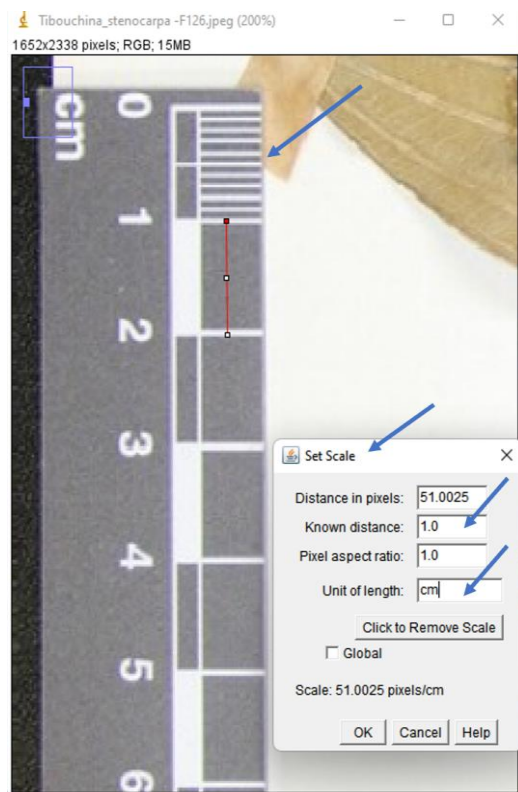 Tibouchina_stenocarpa -F126.jpeg (200%)
1652x2338 pixels; RGB; 15MB
cm 0
1
2
3
4
5
6
Set Scale
Distance in pixels: 51.0025
Known distance: 1.0
Pixel aspect ratio: 1.0
Unit of length: cm
Click to Remove Scale
Global
Scale: 51.0025 pixels/cm
OK Cancel Help